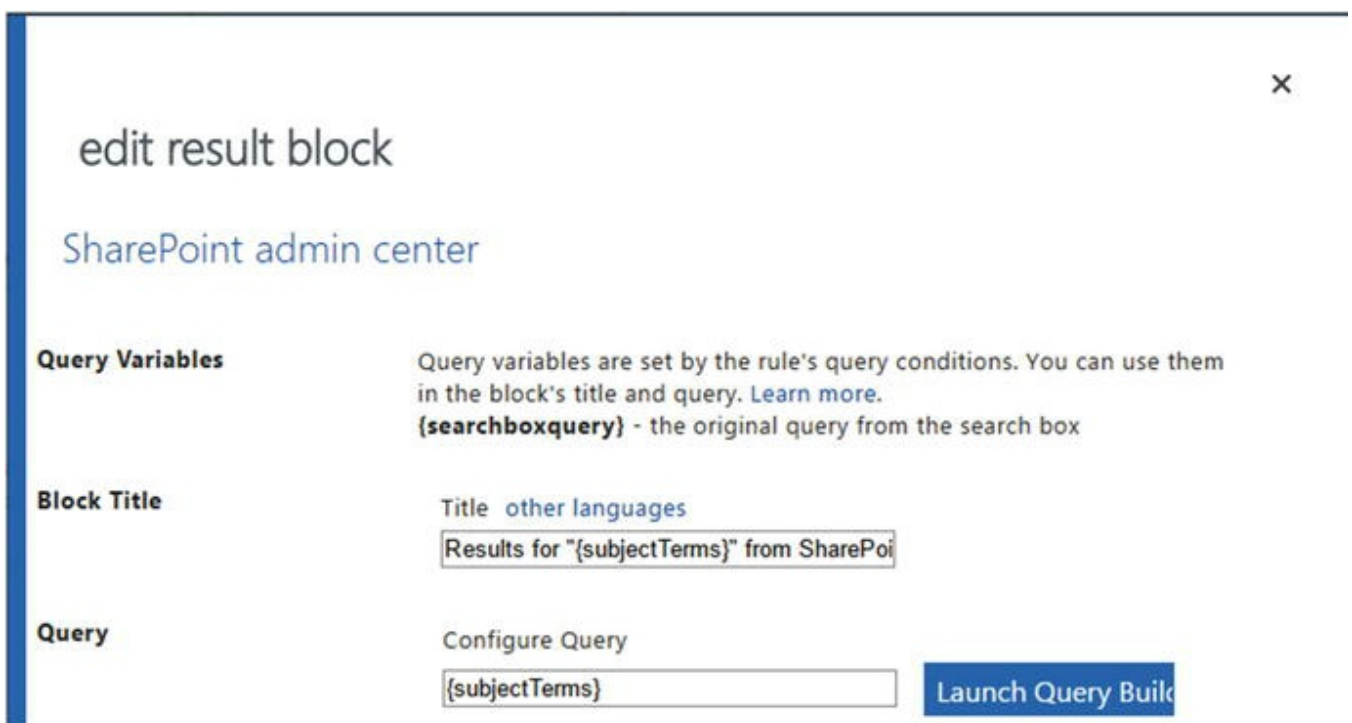 edit result block
SharePoint admin center
Query Variables
Query variables are set by the rule's query conditions. You can use them
in the block's title and query. Learn more.
{searchboxquery} - the original query from the search box
Block Title
Title other languages
Results for "{subjectTerms}" from SharePoi
Query
Configure Query
{subjectTerms}
Launch Query Build